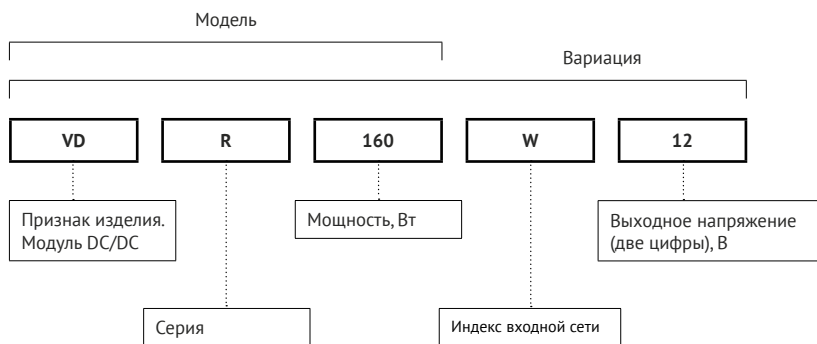 Модель
Вариация
VD
R
160
W
12
Признак изделия.
Модуль DC/DC
Мощность, Вт
Выходное напряжение
(две цифры), В
Серия
Индекс входной сети